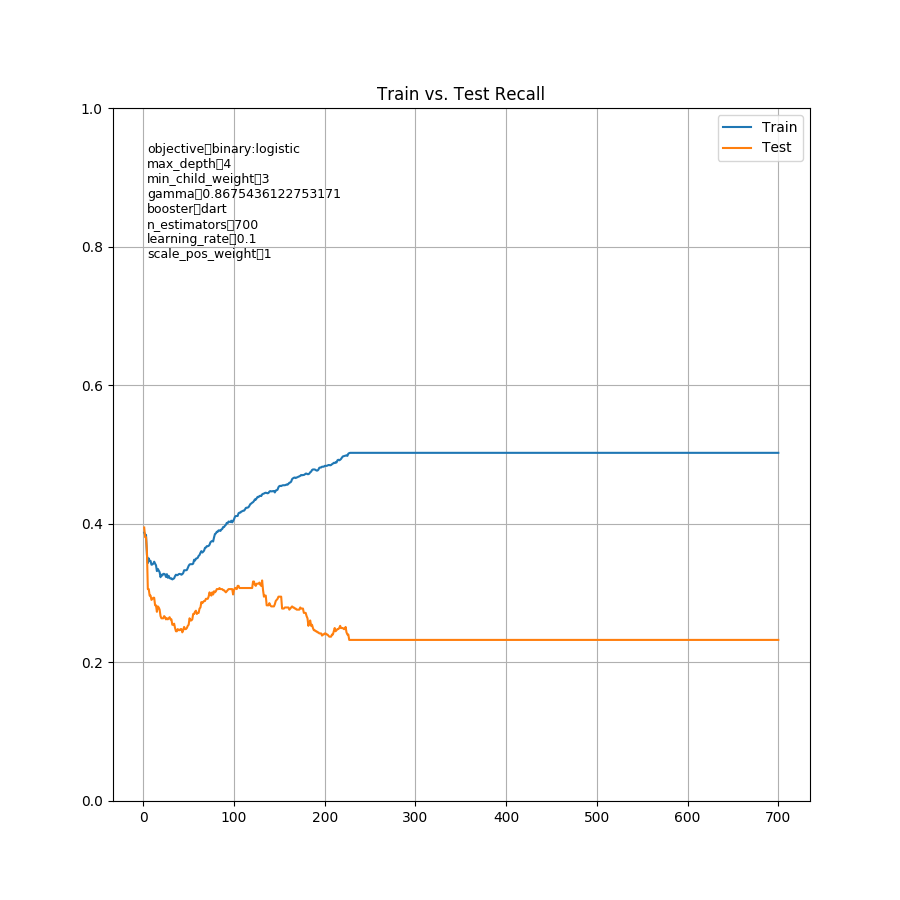 Train vs. Test Recall
1.0
0.8
0.6
0.4
0.2
0.0
objective▯binary:logistic
max_depth▯4
min_child_weight▯3
gamma▯0.8675436122753171
booster▯dart
n_estimators▯700
learning_rate▯0.1
scale_pos_weight▯1
Train
Test
0 100 200 300 400 500 600 700